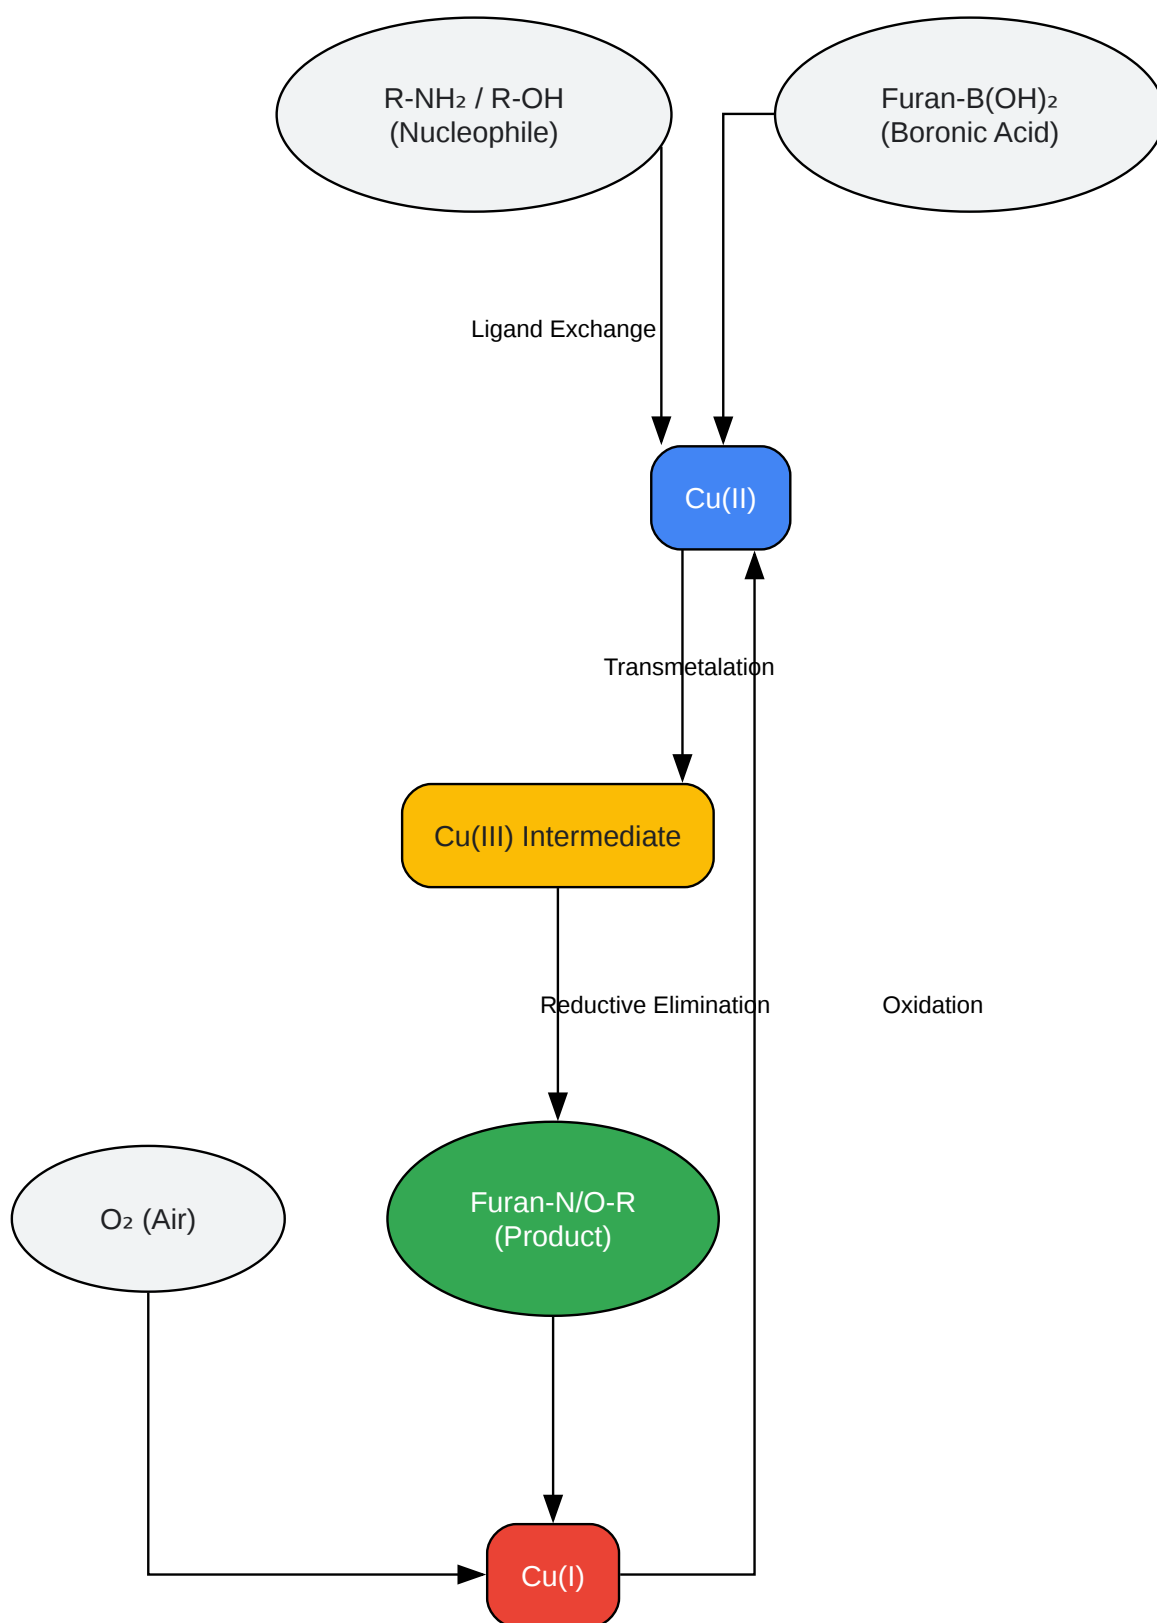 R-NH₂ / R-OH
(Nucleophile)
Furan-B(OH)₂
(Boronic Acid)
Ligand Exchange
Cu(II)
Transmetalation
Cu(III) Intermediate
Reductive Elimination
Oxidation
O₂ (Air)
Furan-N/O-R
(Product)
Cu(I)